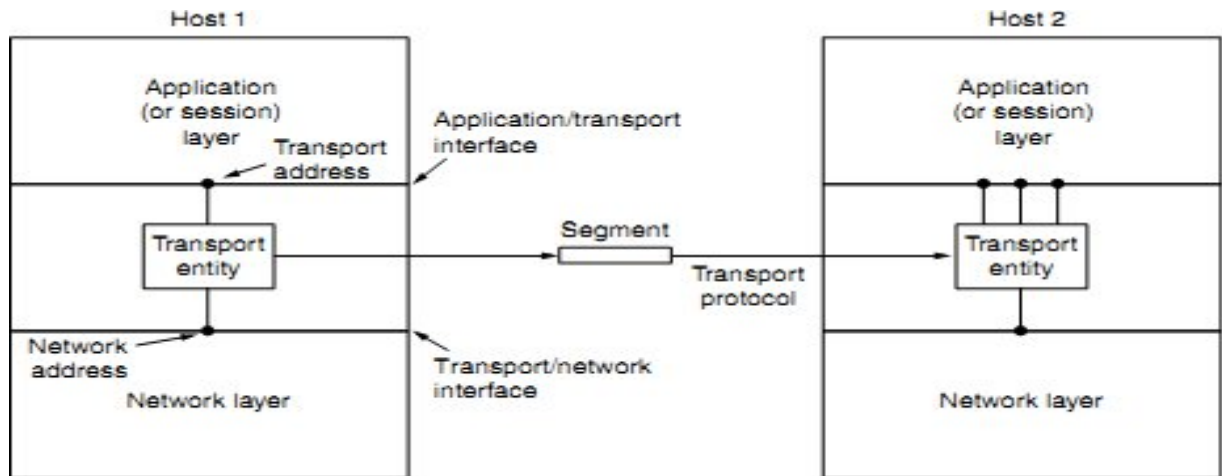 Host 1
Host 2
Application
(or session)
layer
Transport
address
Application/transport
interface
Application
(or session)
layer
Transport
entity
Segment
Transport
protocol
Transport
entity
Network
address
Transport/network
interface
Network layer
Network layer